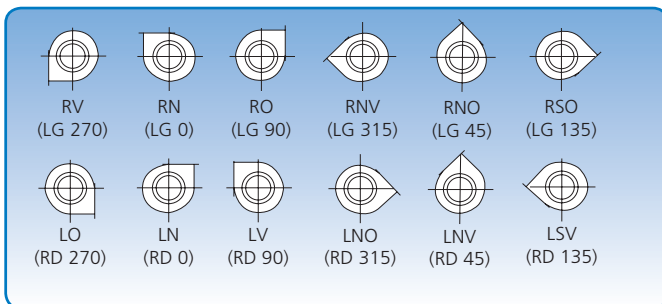 RV RN RO RNV RNO RSO
(LG 270) (LG 0) (LG 90) (LG 315) (LG 45) (LG 135)
LO LN LV LNO LNV LSV
(RD 270) (RD 0) (RD 90) (RD 315) (RD 45) (RD 135)